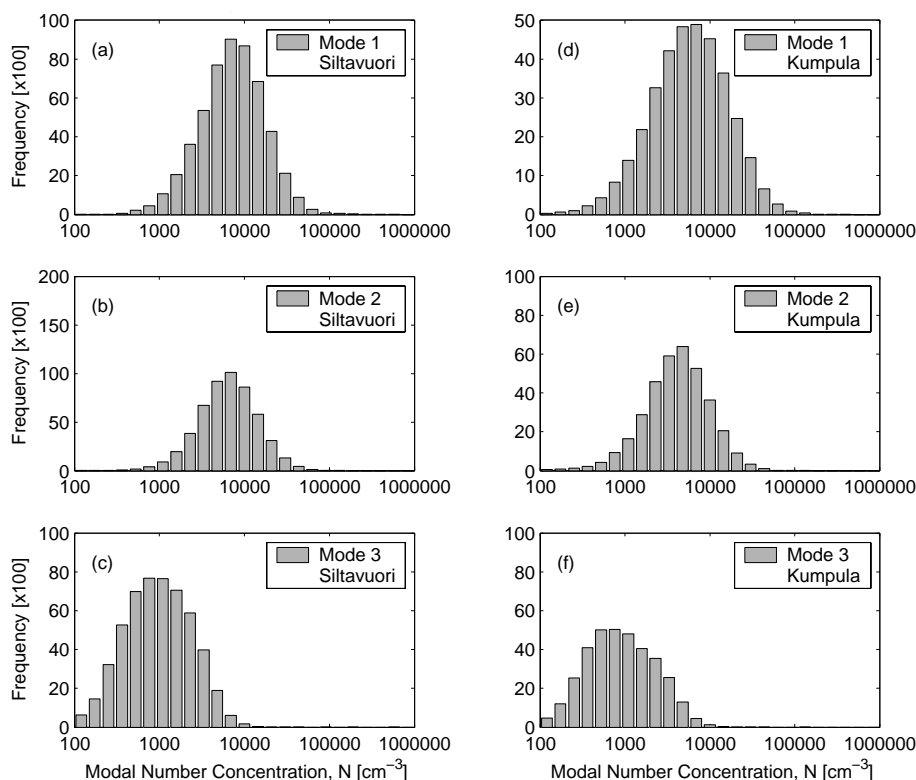 (a)
Mode 1
Siltavuori
Frequency [x100]
100
80
60
40
20
0
100 1000 10000 100000 1000000
(d)
Mode 1
Kumpula
50
40
30
20
10
0
100 1000 10000 100000 1000000
(b)
Mode 2
Siltavuori
Frequency [x100]
200
150
100
50
0
100 1000 10000 100000 1000000
(e)
Mode 2
Kumpula
100
80
60
40
20
0
100 1000 10000 100000 1000000
(c)
Mode 3
Siltavuori
Frequency [x100]
100
80
60
40
20
0
100 1000 10000 100000 1000000
Modal Number Concentration, N [cm⁻³]
(f)
Mode 3
Kumpula
100
80
60
40
20
0
100 1000 10000 100000 1000000
Modal Number Concentration, N [cm⁻³]